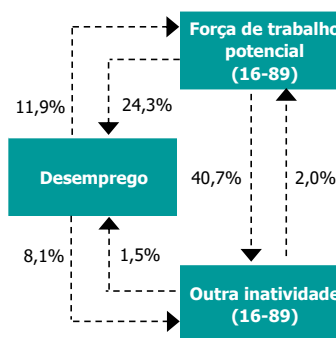 Força de trabalho
potencial
(16-89)
11,9%
24,3%
Desemprego
40,7%
2,0%
8,1%
1,5%
Outra inatividade
(16-89)